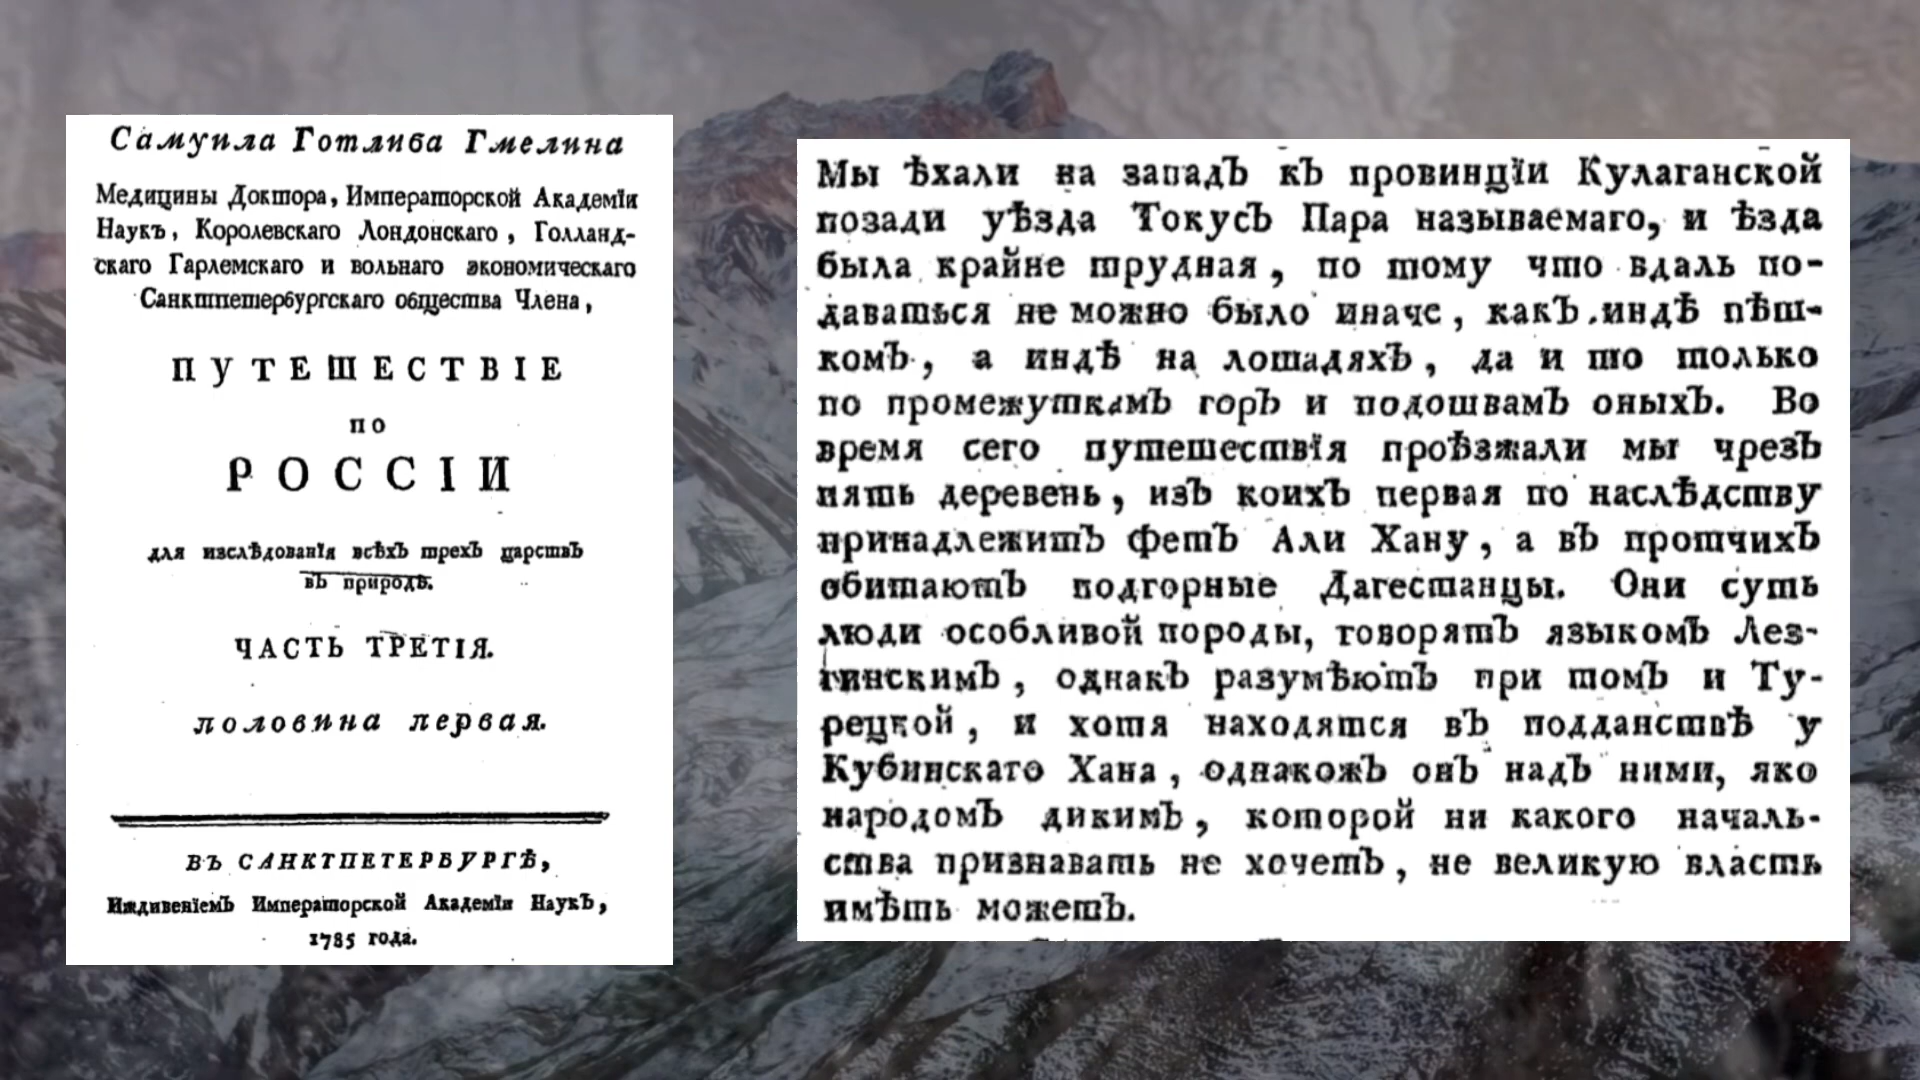 Самуила Готлиба Гмелина
Медицины Доктора, Императорской Академїи
Наукъ, Королевскаго Лондонскаго, Голланд-
скаго Гарлемскаго и вольнаго экономическаго
Санктпетербургскаго общества Члена,
ПУТЕШЕСТВІЕ
ПО
РОССІИ
для изслѣдованїя всѣхъ трехъ царствъ
въ природѣ.
ЧАСТЬ ТРЕТІЯ.
половина первая.
ВЪ САНКТПЕТЕРБУРГѢ,
Иждивенїемъ Императорской Академїи Наукъ,
1785 года.
Мы ѣхали на западъ къ провинцїи Кулаганской
позади уѣзда Токусъ Пара называемаго, и ѣзда
была крайне трудная, по тому что вдаль по-
даваться не можно было иначе, какъ индѣ пѣш-
комъ, а индѣ на лошадяхъ, да и то только
по промежуткамъ горъ и подошвамъ оныхъ. Во
время сего путешествїя проѣзжали мы чрезъ
пять деревень, изъ коихъ первая по наслѣдству
принадлежитъ Фетъ Али Хану, а въ протчихъ
обитаютъ подгорные Дагестанцы. Они суть
люди особливой породы, говорятъ языкомъ Лез-
гинскимъ, однакъ разумѣютъ при томъ и Ту-
рецкой, и хотя находятся въ подданствѣ у
Кубинскаго Хана, однакожъ онъ надъ ними, яко
народомъ дикимъ, которой ни какого началь-
ства признавать не хочетъ, не великую власть
имѣть можетъ.